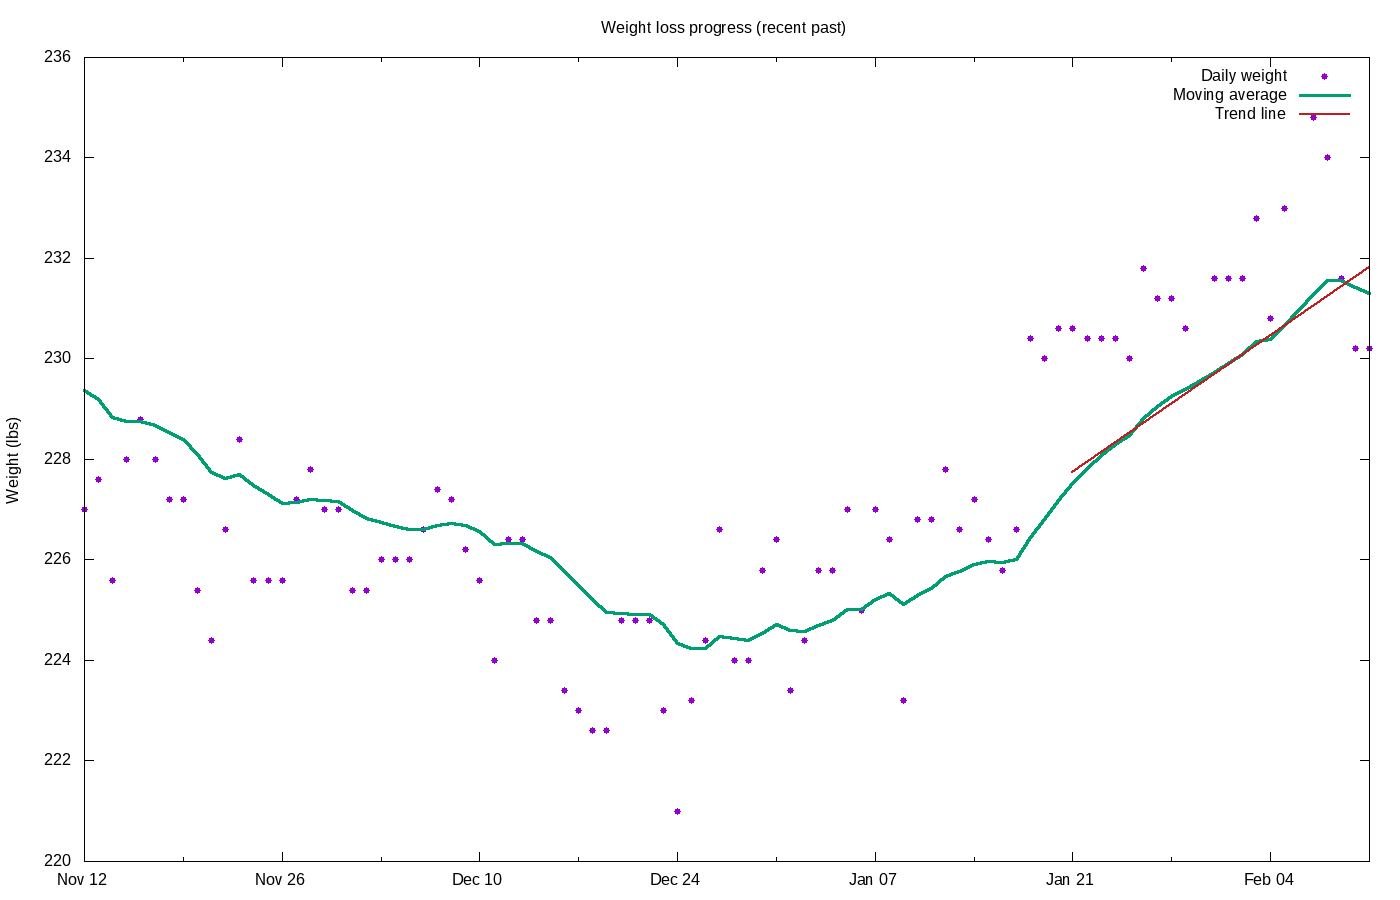 Weight loss progress (recent past)
236
234
232
230
228
226
224
222
220
Weight (lbs)
Daily weight
Moving average
Trend line
Nov 12 Nov 26 Dec 10 Dec 24 Jan 07 Jan 21 Feb 04